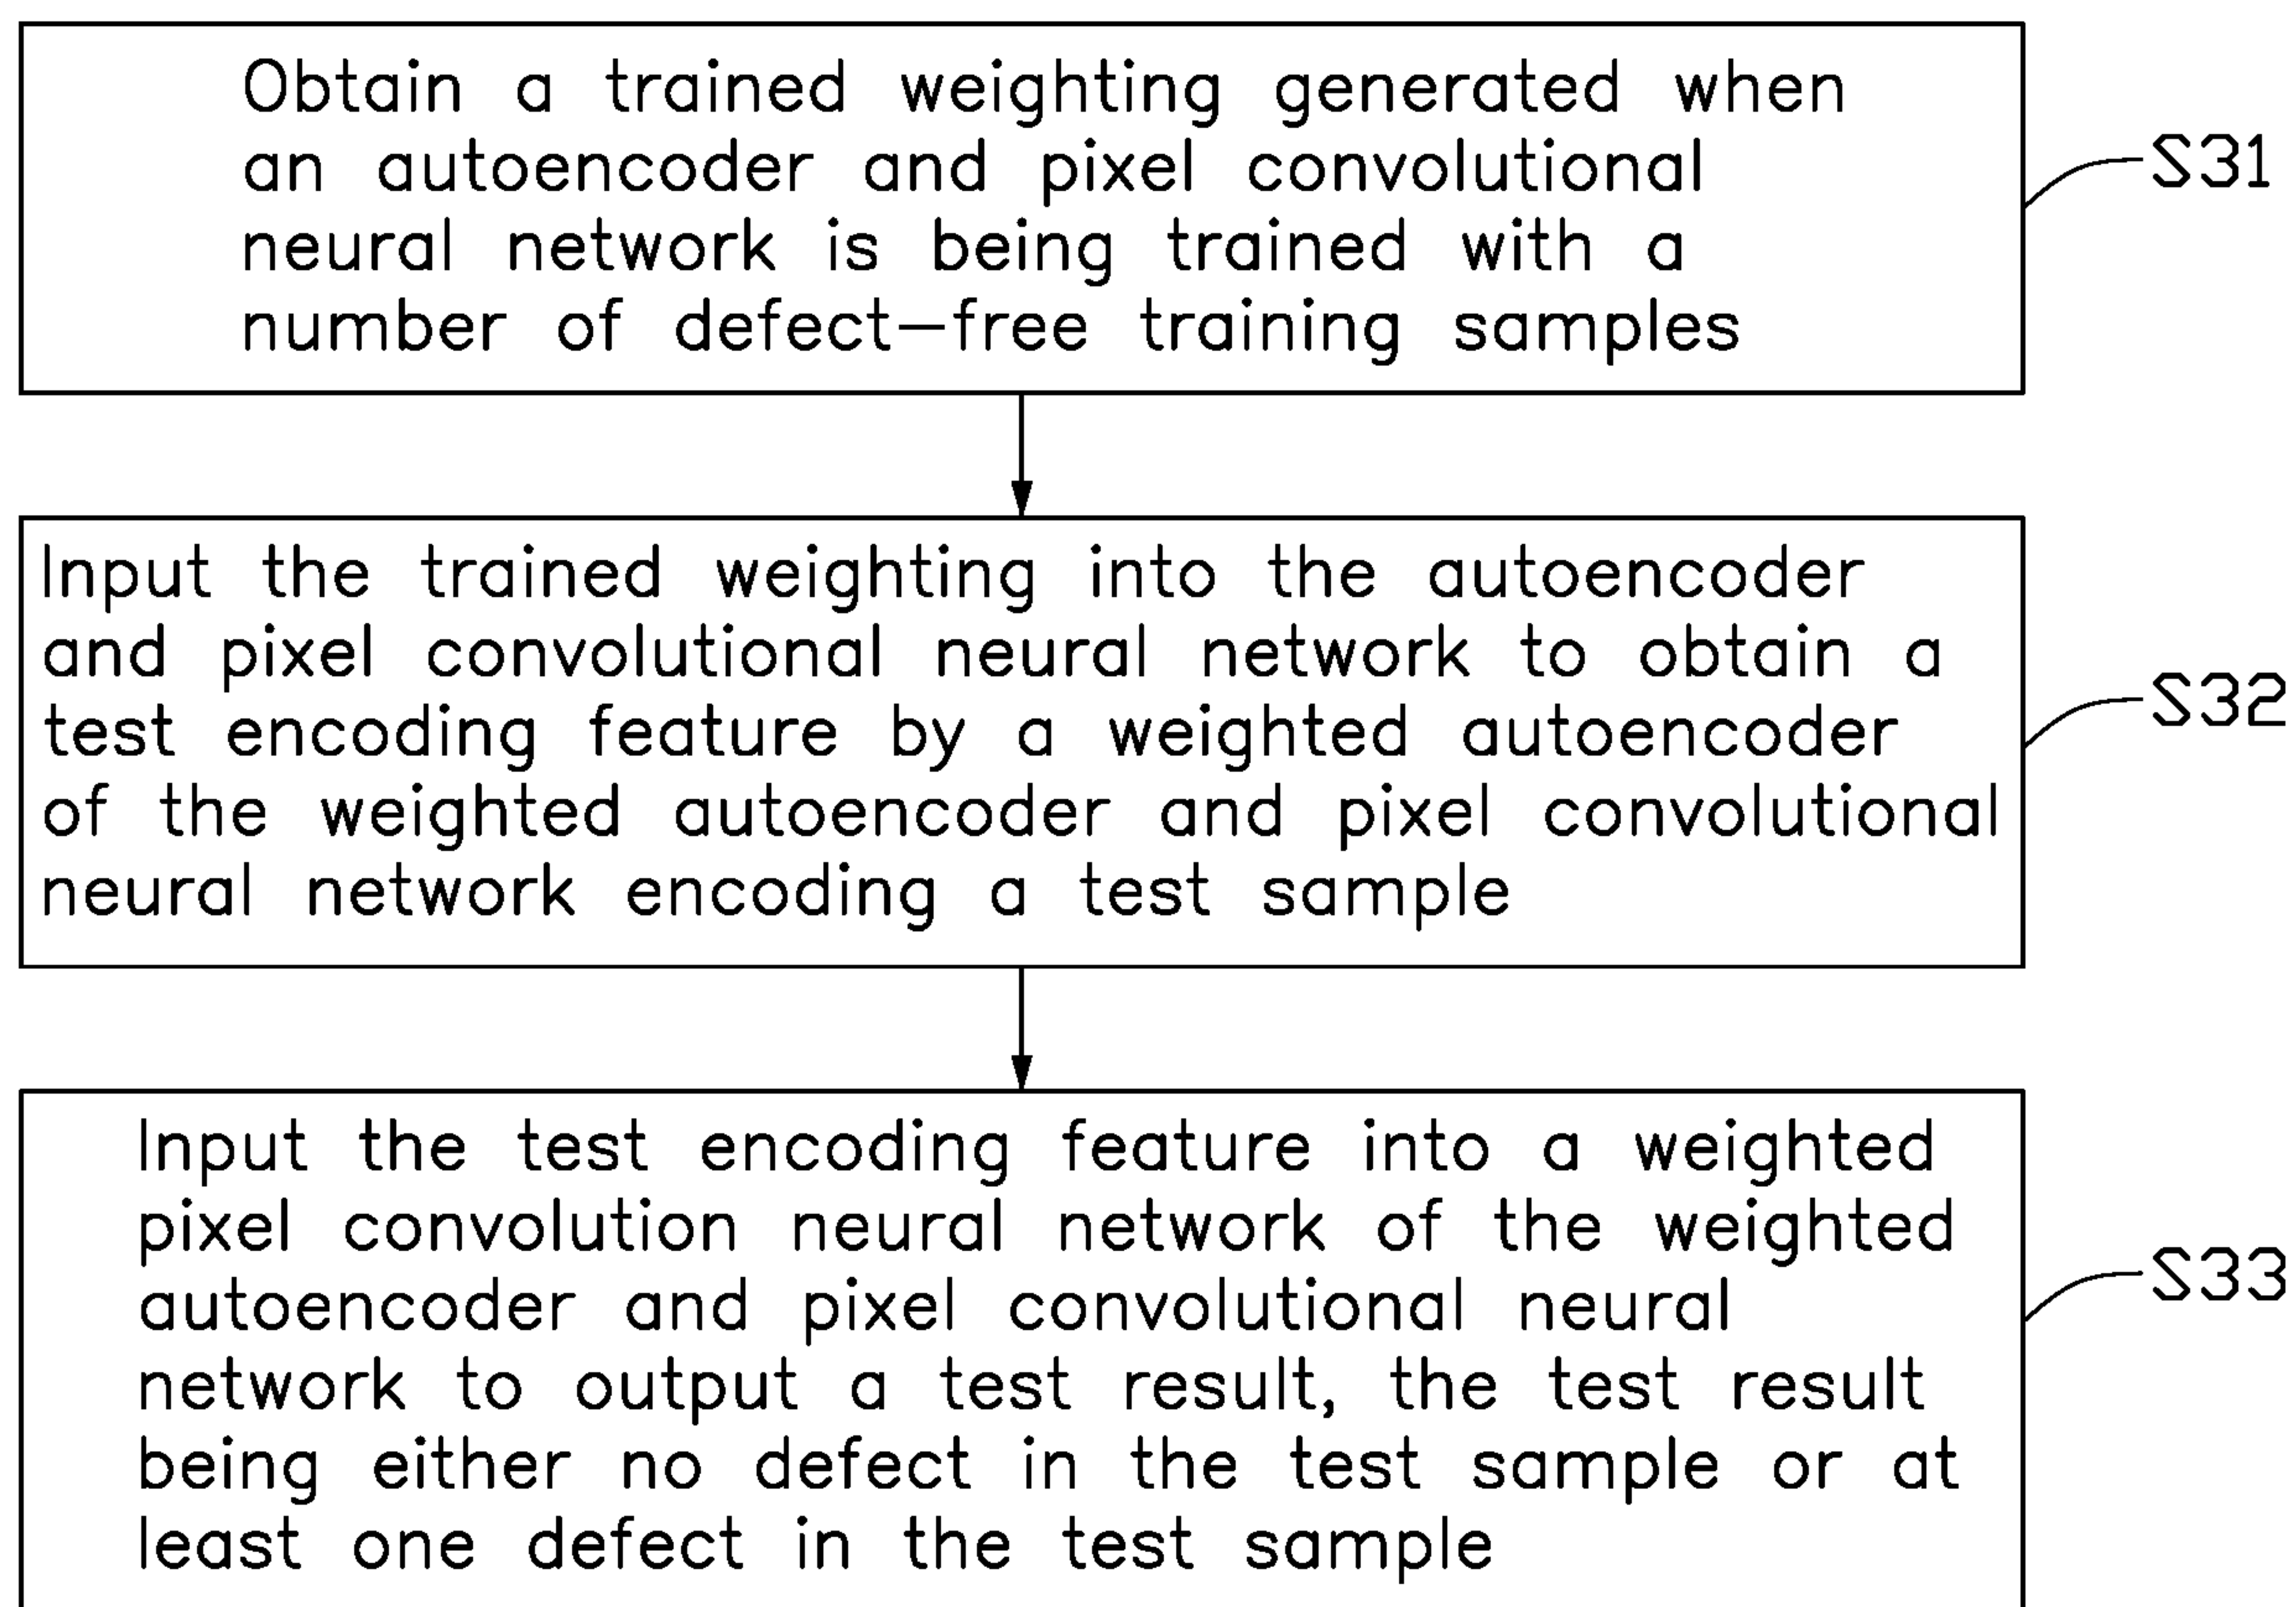 Obtain a trained weighting generated when
an autoencoder and pixel convolutional
neural network is being trained with a
number of defect-free training samples
S31
Input the trained weighting into the autoencoder
and pixel convolutional neural network to obtain a
test encoding feature by a weighted autoencoder
of the weighted autoencoder and pixel convolutional
neural network encoding a test sample
S32
Input the test encoding feature into a weighted
pixel convolution neural network of the weighted
autoencoder and pixel convolutional neural
network to output a test result, the test result
being either no defect in the test sample or at
least one defect in the test sample
S33